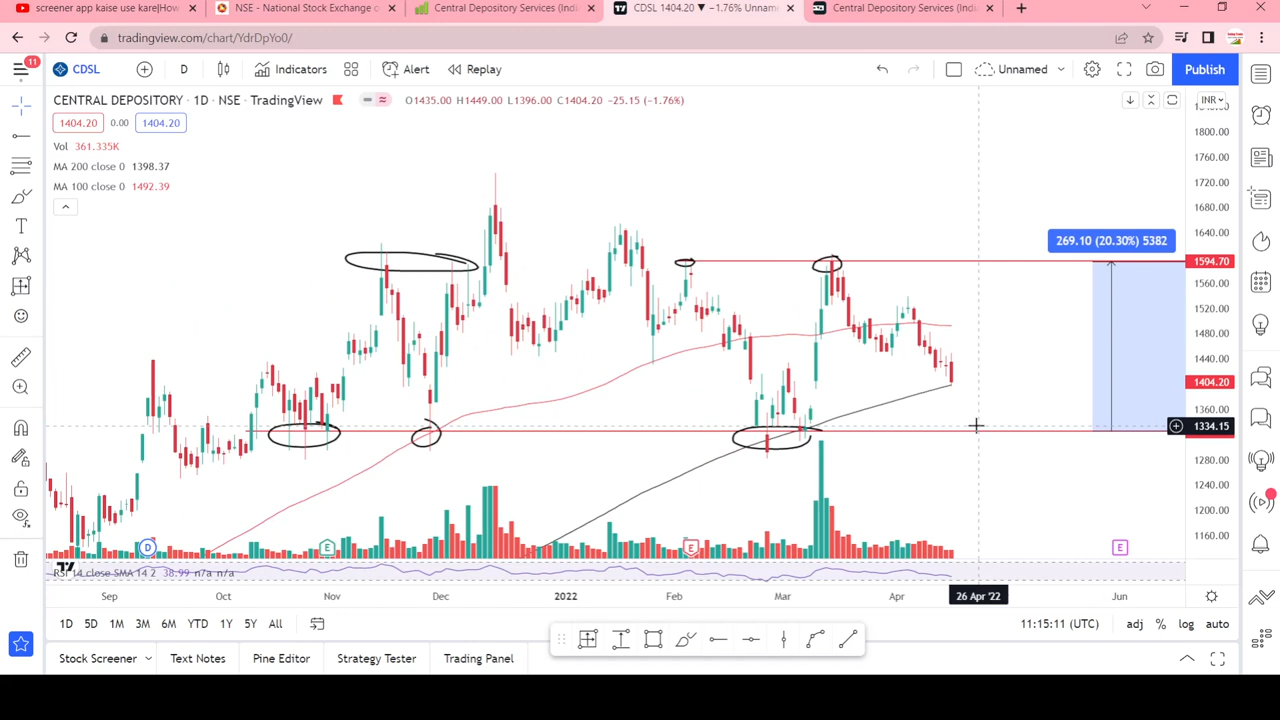 screener app kaise use kare|How
NSE - National Stock Exchange o
Central Depository Services (Indi
CDSL 1404.20 ▼ −1.76% Unname
Central Depository Services (Indi
tradingview.com/chart/YdrDpYo0/
11
CDSL
D
Indicators
Alert
Replay
Unnamed
Publish
CENTRAL DEPOSITORY · 1D · NSE · TradingView
O1435.00 H1449.00 L1396.00 C1404.20 −25.15 (−1.76%)
INR
1404.20
0.00
1404.20
Vol 361.335K
MA 200 close 0 1398.37
MA 100 close 0 1492.39
1840.00
1800.00
1760.00
1720.00
1680.00
1640.00
269.10 (20.30%) 5382
1594.70
1560.00
1520.00
1480.00
1440.00
1404.20
1360.00
1334.15
1280.00
1240.00
1200.00
1160.00
D
E
E
E
RSI 14 close SMA 14 2 38.99 n/a n/a
Sep
Oct
Nov
Dec
2022
Feb
Mar
Apr
26 Apr '22
Jun
1D
5D
1M
3M
6M
YTD
1Y
5Y
All
11:15:11 (UTC)
adj
%
log
auto
Stock Screener
Text Notes
Pine Editor
Strategy Tester
Trading Panel